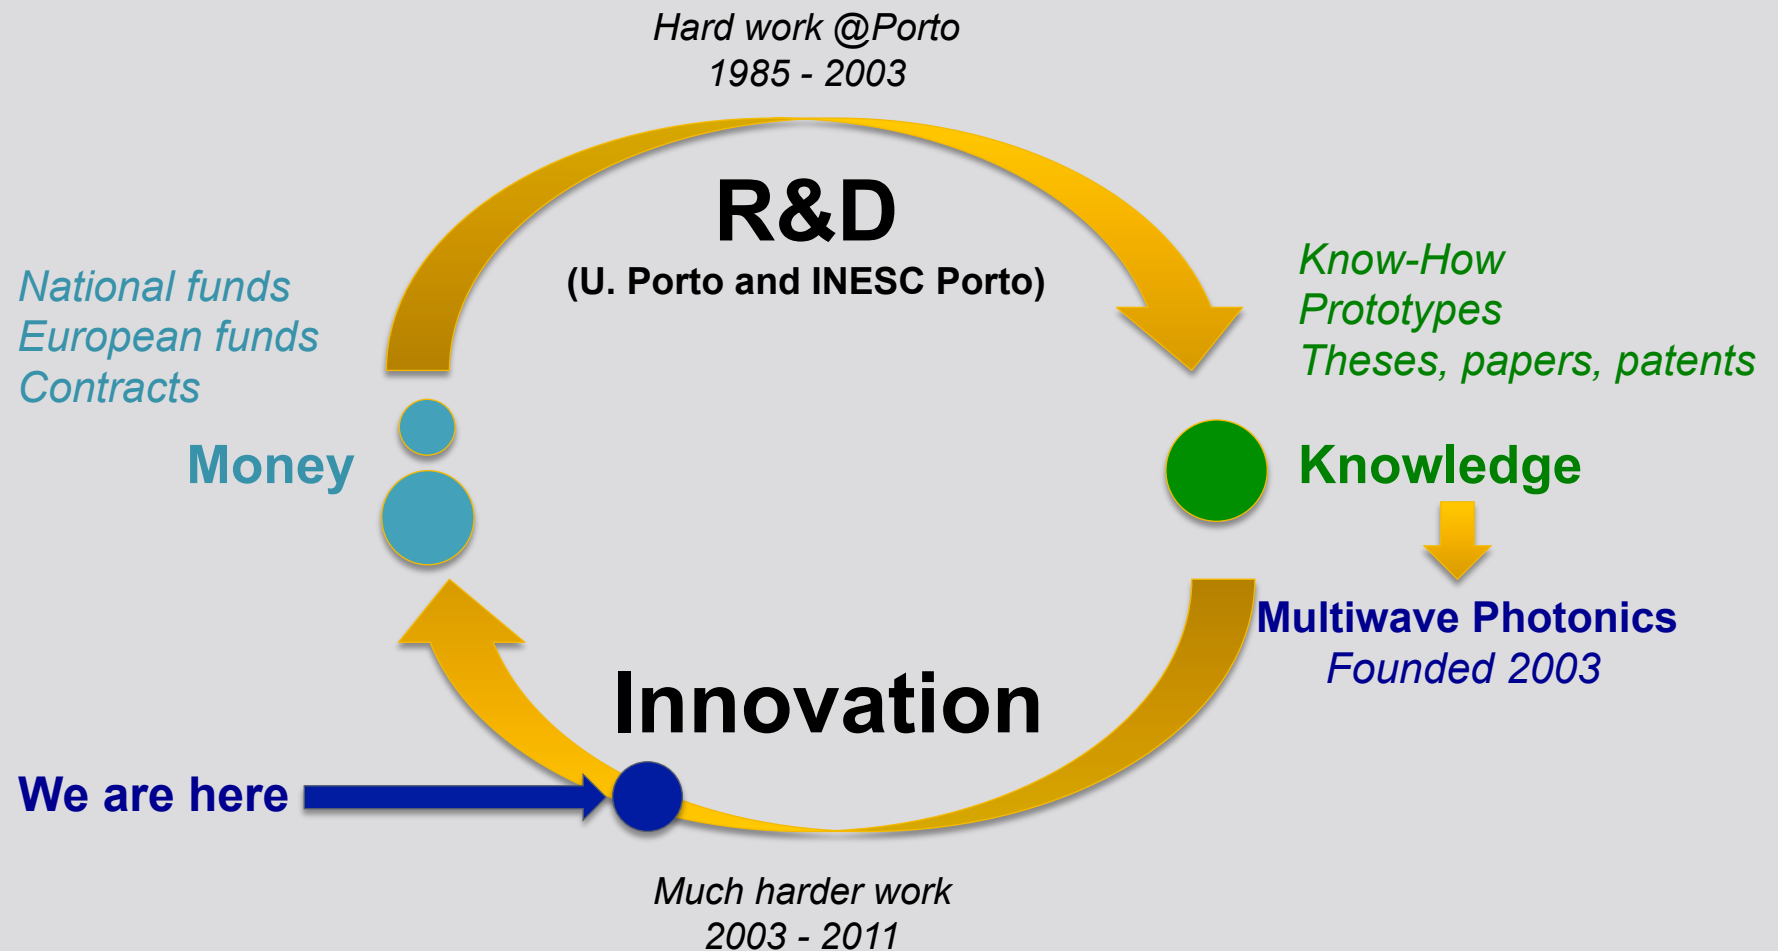 Hard work @Porto
1985 - 2003
R&D
(U. Porto and INESC Porto)
National funds
European funds
Contracts
Money
Know-How
Prototypes
Theses, papers, patents
Knowledge
Multiwave Photonics
Founded 2003
Innovation
We are here
Much harder work
2003 - 2011